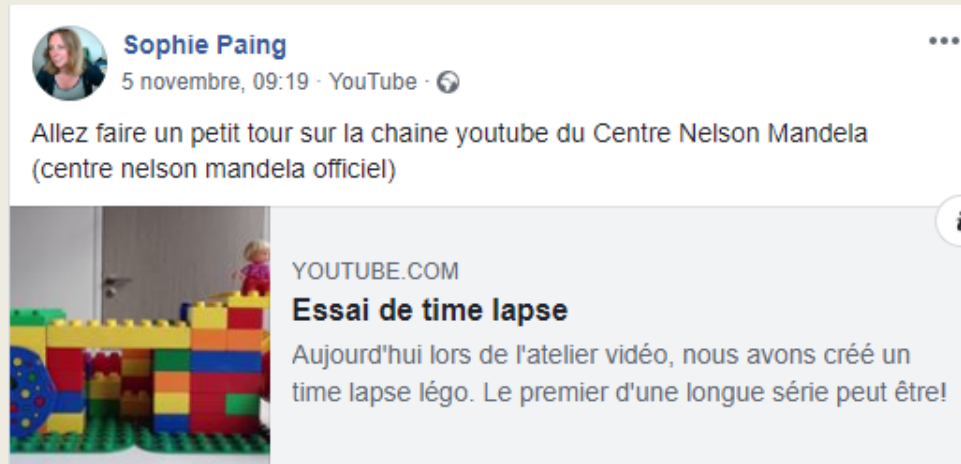 Sophie Paing
5 novembre, 09:19 · YouTube ·
Allez faire un petit tour sur la chaine youtube du Centre Nelson Mandela
(centre nelson mandela officiel)
YOUTUBE.COM
Essai de time lapse
Aujourd'hui lors de l'atelier vidéo, nous avons créé un
time lapse légo. Le premier d'une longue série peut être!